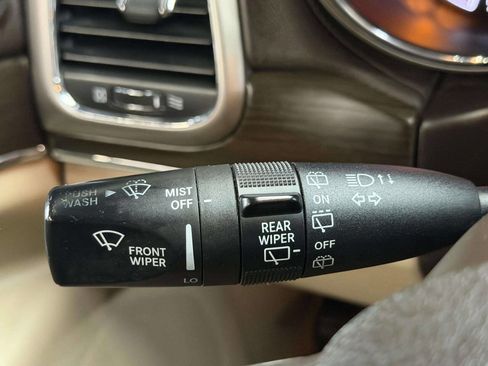 PUSH
WASH
MIST
OFF
FRONT
WIPER
LO
REAR
WIPER
ON
OFF